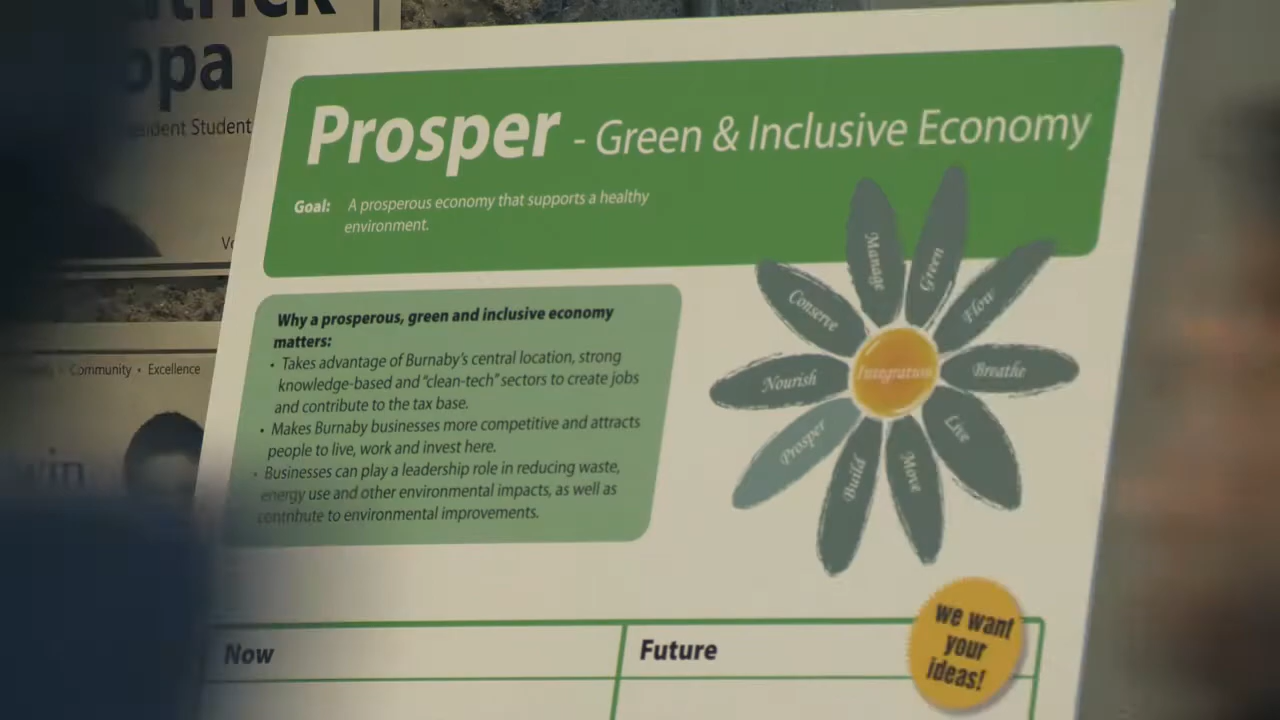 opa
Student
Community • Excellence
Prosper - Green & Inclusive Economy
Goal: A prosperous economy that supports a healthy
environment.
Why a prosperous, green and inclusive economy
matters:
• Takes advantage of Burnaby's central location, strong
knowledge-based and "clean-tech" sectors to create jobs
and contribute to the tax base.
• Makes Burnaby businesses more competitive and attracts
people to live, work and invest here.
• Businesses can play a leadership role in reducing waste,
energy use and other environmental impacts, as well as
contribute to environmental improvements.
Manage
Green
Flow
Conserve
Integration
Breathe
Nourish
Live
Prosper
Build
Move
we want
your
ideas!
Now
Future